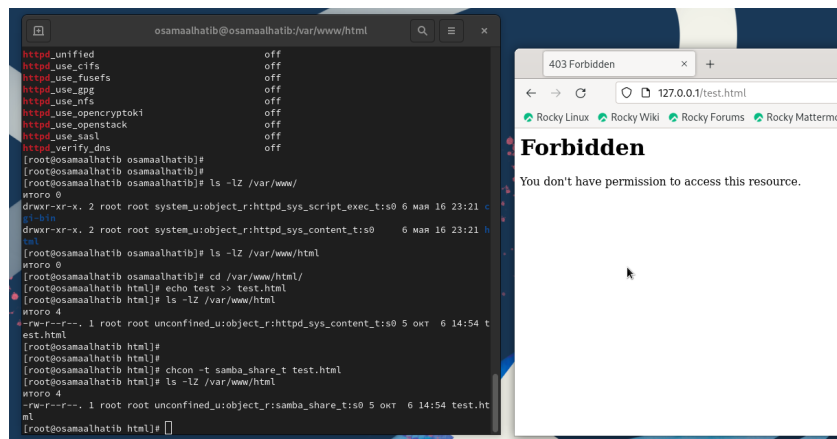 osamaalhatib@osamaalhatib:/var/www/html
httpd_unified off
httpd_use_cifs off
httpd_use_fusefs off
httpd_use_gpg off
httpd_use_nfs off
httpd_use_opencryptoki off
httpd_use_openstack off
httpd_use_sasl off
httpd_verify_dns off
[root@osamaalhatib osamaalhatib]#
[root@osamaalhatib osamaalhatib]#
[root@osamaalhatib osamaalhatib]# ls -lZ /var/www/
итого 0
drwxr-xr-x. 2 root root system_u:object_r:httpd_sys_script_exec_t:s0 6 мая 16 23:21 c
gi-bin
drwxr-xr-x. 2 root root system_u:object_r:httpd_sys_content_t:s0 6 мая 16 23:21 h
tml
[root@osamaalhatib osamaalhatib]# ls -lZ /var/www/html
итого 0
[root@osamaalhatib osamaalhatib]# cd /var/www/html/
[root@osamaalhatib html]# echo test >> test.html
[root@osamaalhatib html]# ls -lZ /var/www/html
итого 4
-rw-r--r--. 1 root root unconfined_u:object_r:httpd_sys_content_t:s0 5 окт 6 14:54 t
est.html
[root@osamaalhatib html]#
[root@osamaalhatib html]#
[root@osamaalhatib html]# chcon -t samba_share_t test.html
[root@osamaalhatib html]# ls -lZ /var/www/html
итого 4
-rw-r--r--. 1 root root unconfined_u:object_r:samba_share_t:s0 5 окт 6 14:54 test.ht
ml
[root@osamaalhatib html]#
403 Forbidden
127.0.0.1/test.html
Rocky Linux Rocky Wiki Rocky Forums Rocky Matterm
Forbidden
You don't have permission to access this resource.